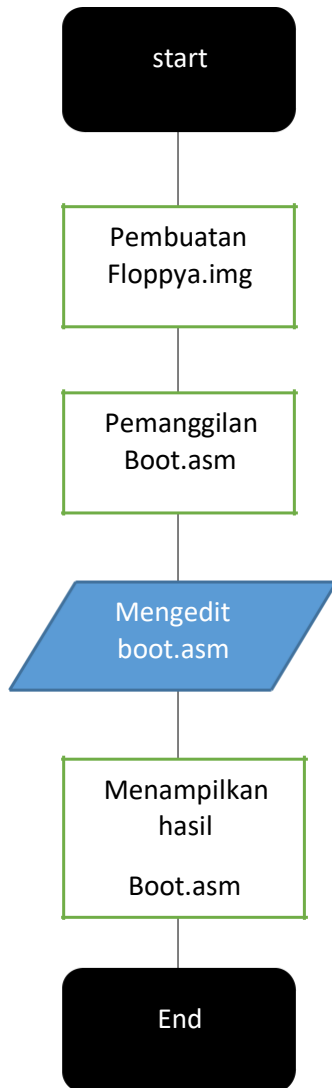 start
Pembuatan
Floppya.img
Pemanggilan
Boot.asm
Mengedit
boot.asm
Menampilkan
hasil
Boot.asm
End